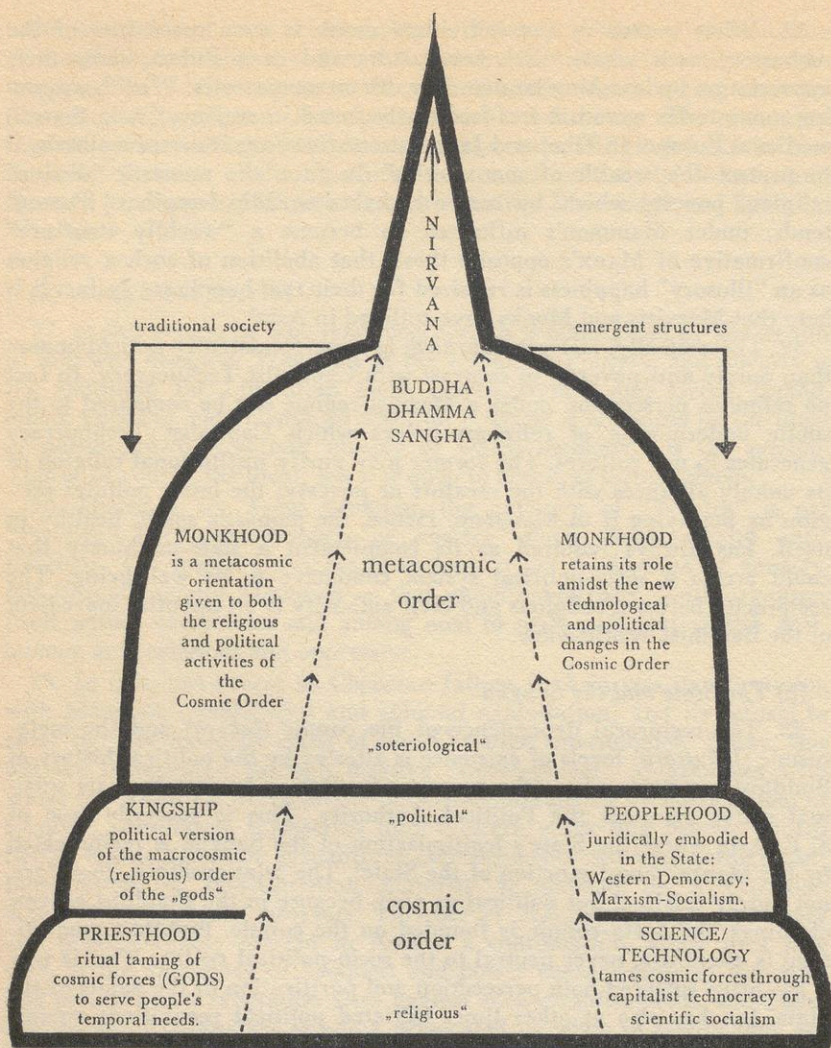 NIRVANA
traditional society
emergent structures
BUDDHA
DHAMMA
SANGHA
MONKHOOD
is a metacosmic
orientation
given to both
the religious
and political
activities of
the
Cosmic Order
metacosmic
order
MONKHOOD
retains its role
amidst the new
technological
and political
changes in the
Cosmic Order
„soteriological“
KINGSHIP
political version
of the macrocosmic
(religious) order
of the „gods“
„political“
PEOPLEHOOD
juridically embodied
in the State:
Western Democracy;
Marxism-Socialism.
cosmic
order
PRIESTHOOD
ritual taming of
cosmic forces (GODS)
to serve people's
temporal needs.
„religious“
SCIENCE/
TECHNOLOGY
tames cosmic forces through
capitalist technocracy or
scientific socialism